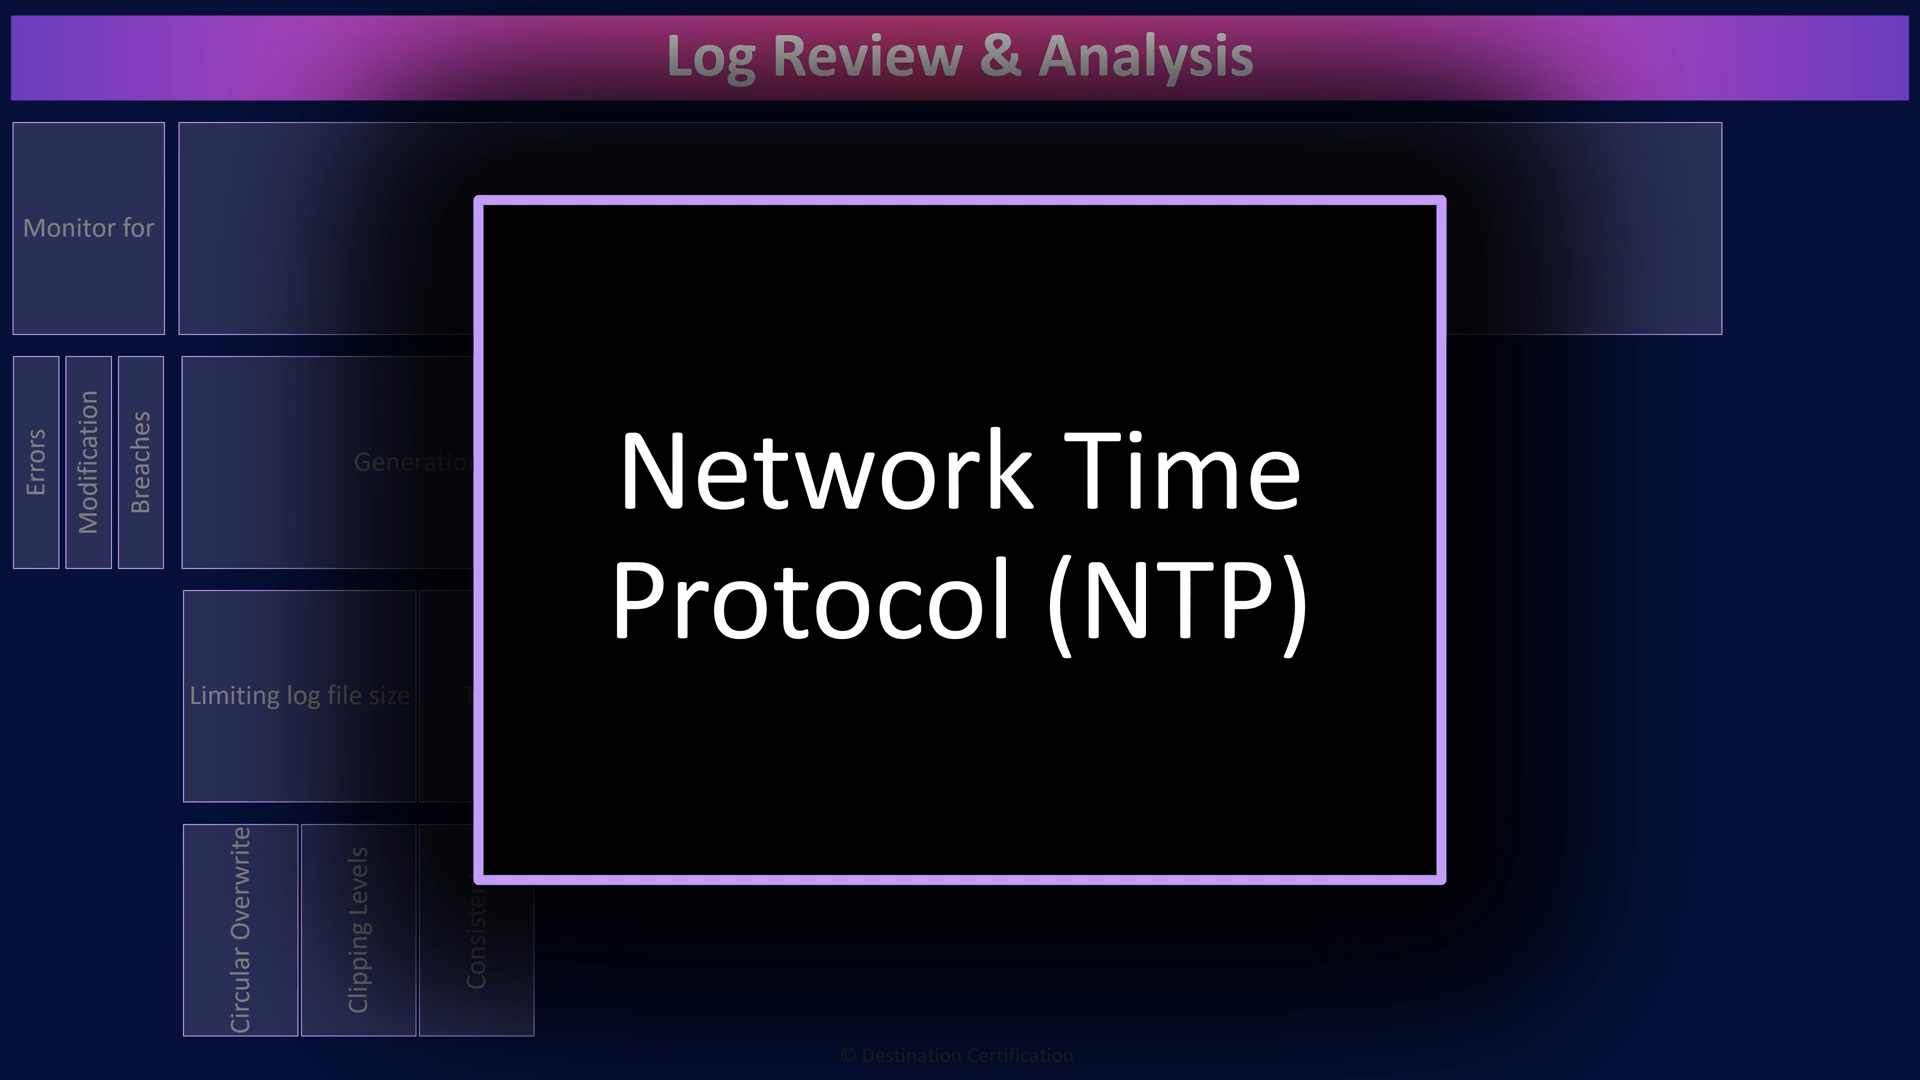 Log Review & Analysis
Monitor for
Errors
Modification
Breaches
Limiting log file size
Circular Overwrite
Clipping Levels
Network Time
Protocol (NTP)
© Destination Certification